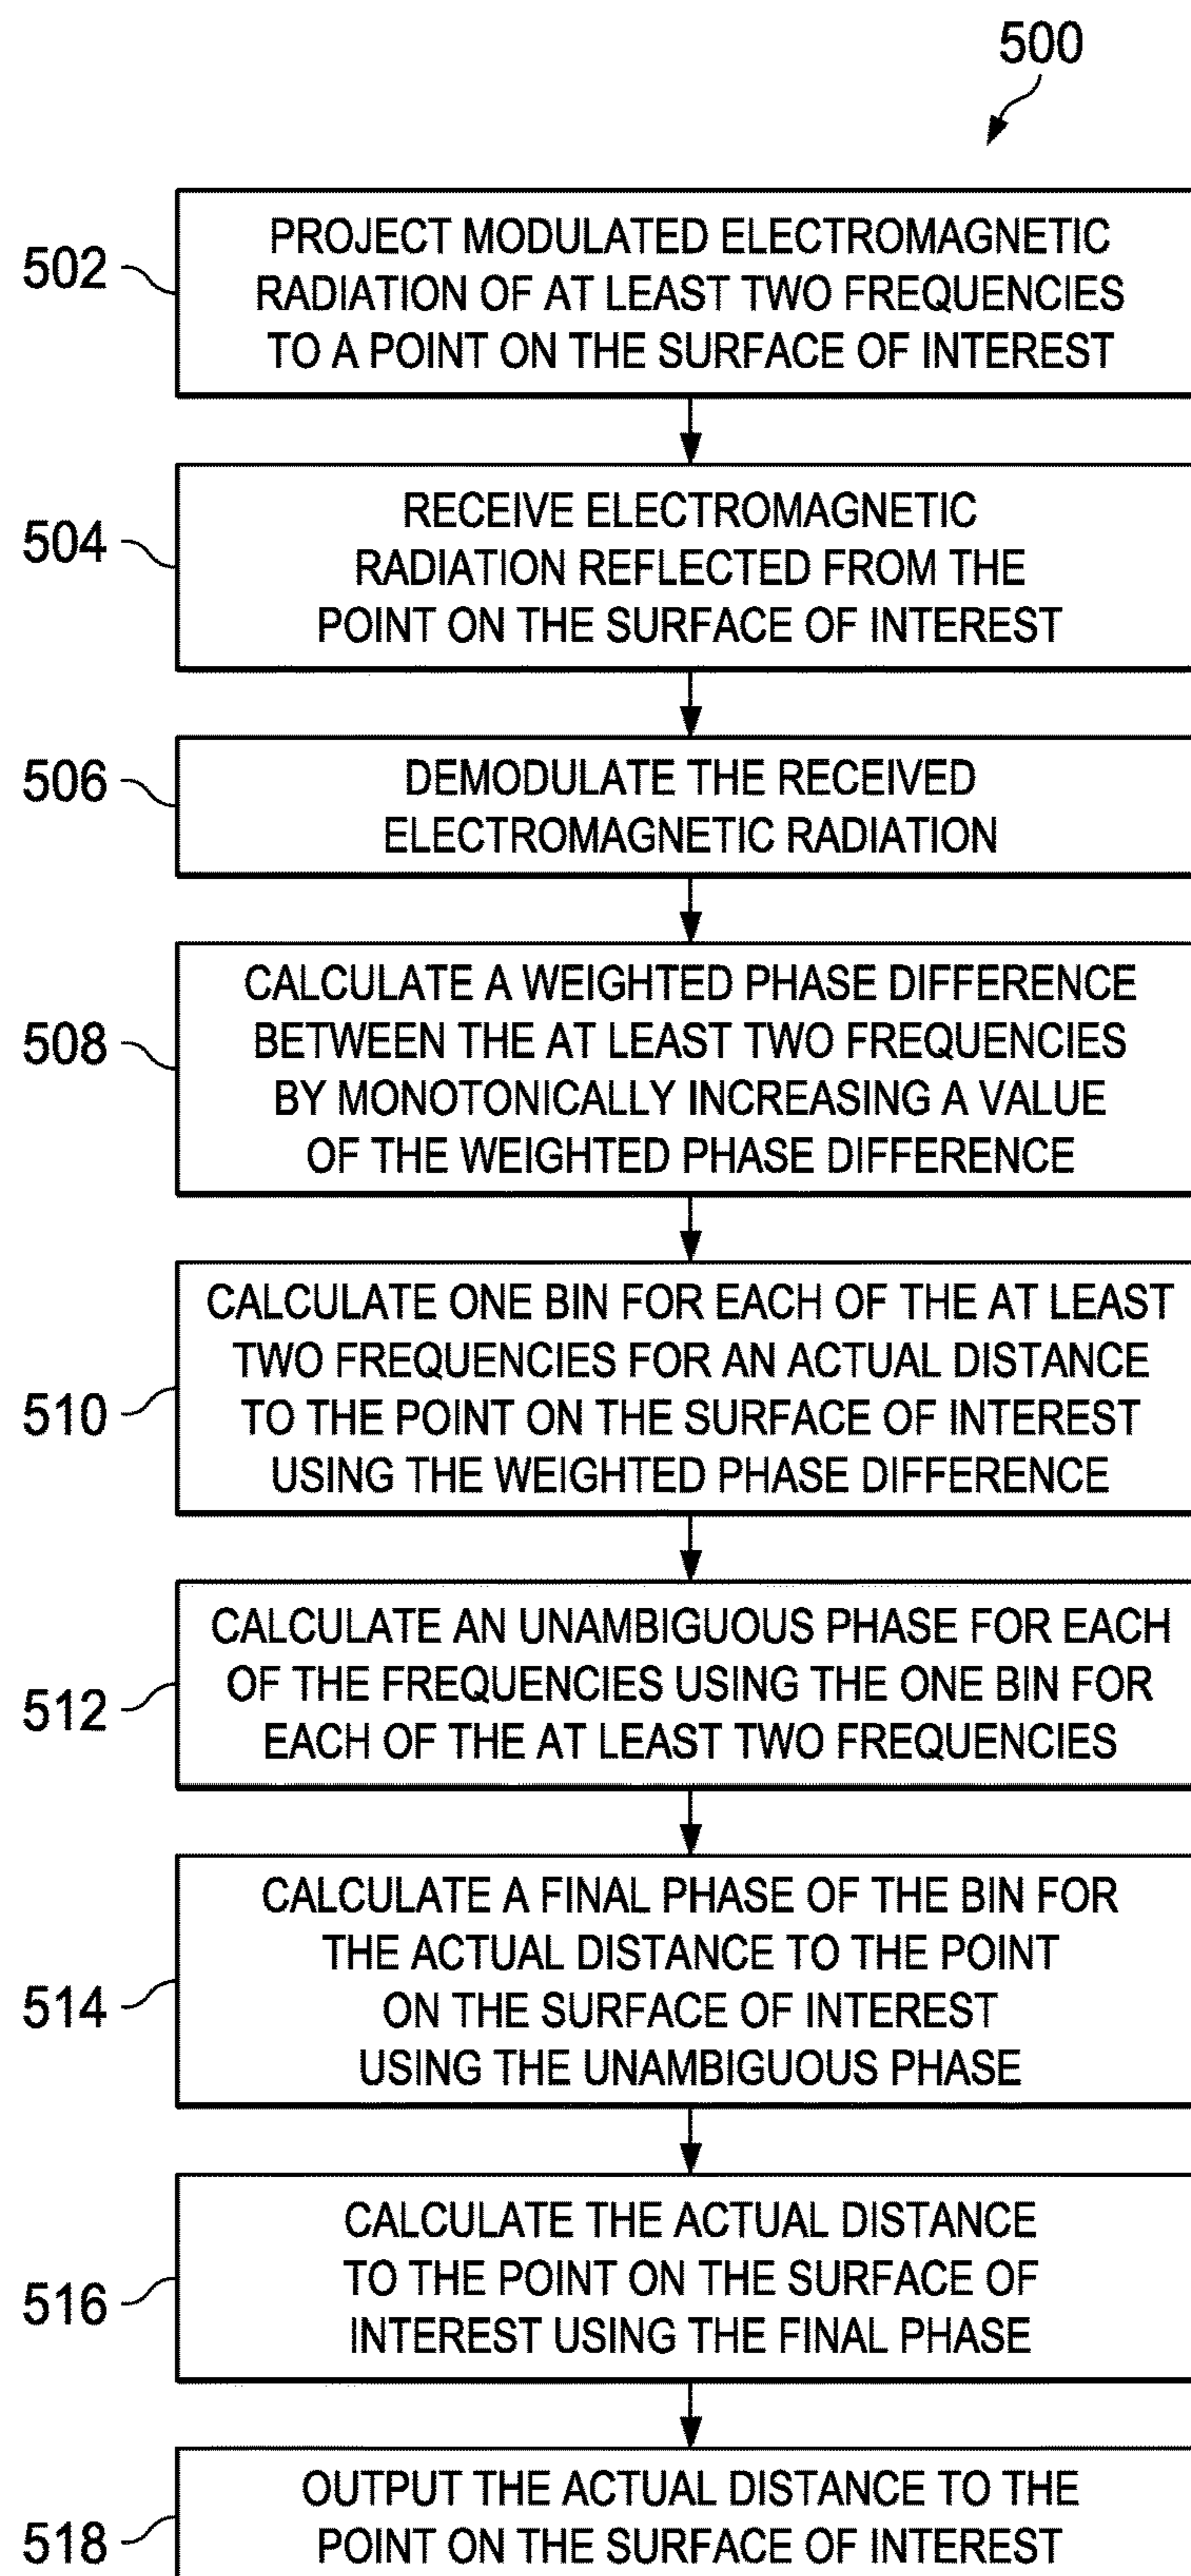 500
502
PROJECT MODULATED ELECTROMAGNETIC
RADIATION OF AT LEAST TWO FREQUENCIES
TO A POINT ON THE SURFACE OF INTEREST
504
RECEIVE ELECTROMAGNETIC
RADIATION REFLECTED FROM THE
POINT ON THE SURFACE OF INTEREST
506
DEMODULATE THE RECEIVED
ELECTROMAGNETIC RADIATION
508
CALCULATE A WEIGHTED PHASE DIFFERENCE
BETWEEN THE AT LEAST TWO FREQUENCIES
BY MONOTONICALLY INCREASING A VALUE
OF THE WEIGHTED PHASE DIFFERENCE
510
CALCULATE ONE BIN FOR EACH OF THE AT LEAST
TWO FREQUENCIES FOR AN ACTUAL DISTANCE
TO THE POINT ON THE SURFACE OF INTEREST
USING THE WEIGHTED PHASE DIFFERENCE
512
CALCULATE AN UNAMBIGUOUS PHASE FOR EACH
OF THE FREQUENCIES USING THE ONE BIN FOR
EACH OF THE AT LEAST TWO FREQUENCIES
514
CALCULATE A FINAL PHASE OF THE BIN FOR
THE ACTUAL DISTANCE TO THE POINT
ON THE SURFACE OF INTEREST
USING THE UNAMBIGUOUS PHASE
516
CALCULATE THE ACTUAL DISTANCE
TO THE POINT ON THE SURFACE OF
INTEREST USING THE FINAL PHASE
518
OUTPUT THE ACTUAL DISTANCE TO THE
POINT ON THE SURFACE OF INTEREST